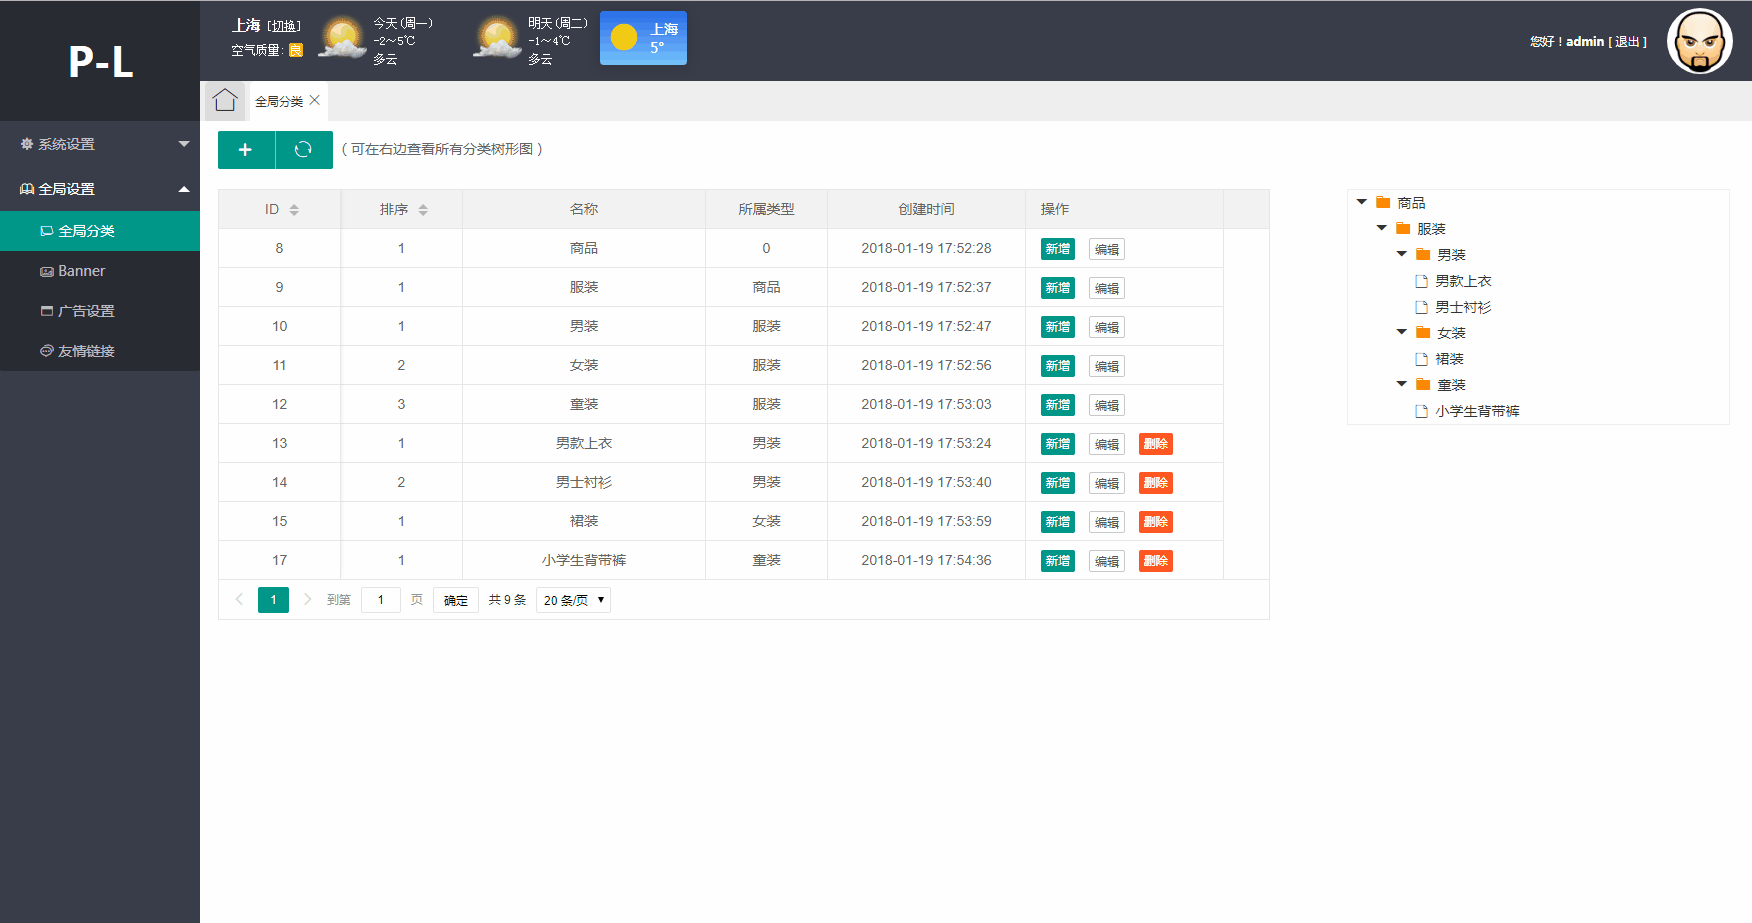 P-L
上海 [切换]
空气质量: 良
今天(周一)
-2～5℃
多云
明天(周二)
-1～4℃
多云
上海
5°
您好！admin [ 退出 ]
系统设置
全局设置
全局分类
Banner
广告设置
友情链接
全局分类
( 可在右边查看所有分类树形图 )
ID 排序 名称 所属类型 创建时间 操作
8 1 商品 0 2018-01-19 17:52:28 新增 编辑
9 1 服装 商品 2018-01-19 17:52:37 新增 编辑
10 1 男装 服装 2018-01-19 17:52:47 新增 编辑
11 2 女装 服装 2018-01-19 17:52:56 新增 编辑
12 3 童装 服装 2018-01-19 17:53:03 新增 编辑
13 1 男款上衣 男装 2018-01-19 17:53:24 新增 编辑 删除
14 2 男士衬衫 男装 2018-01-19 17:53:40 新增 编辑 删除
15 1 裙装 女装 2018-01-19 17:53:59 新增 编辑 删除
17 1 小学生背带裤 童装 2018-01-19 17:54:36 新增 编辑 删除
1 到第 1 页 确定 共 9 条 20 条/页
商品
服装
男装
男款上衣
男士衬衫
女装
裙装
童装
小学生背带裤